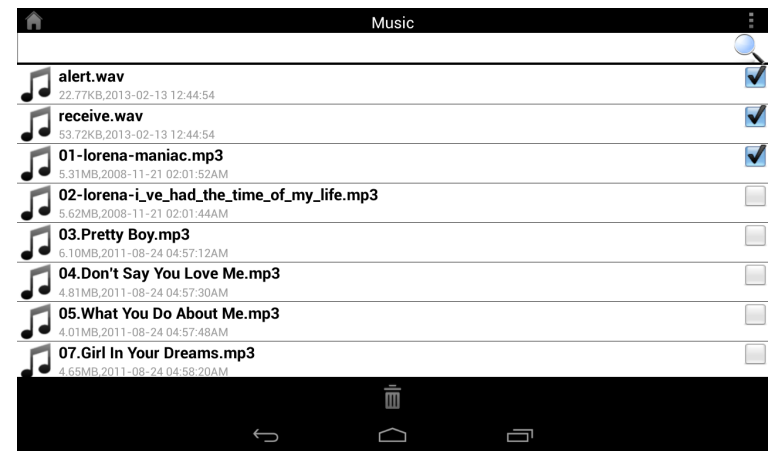 Music
alert.wav
22.77KB,2013-02-13 12:44:54
receive.wav
53.72KB,2013-02-13 12:44:54
01-lorena-maniac.mp3
5.31MB,2008-11-21 02:01:52AM
02-lorena-i_ve_had_the_time_of_my_life.mp3
5.62MB,2008-11-21 02:01:44AM
03.Pretty Boy.mp3
6.10MB,2011-08-24 04:57:12AM
04.Don't Say You Love Me.mp3
4.81MB,2011-08-24 04:57:30AM
05.What You Do About Me.mp3
4.01MB,2011-08-24 04:57:48AM
07.Girl In Your Dreams.mp3
4.65MB,2011-08-24 04:58:20AM